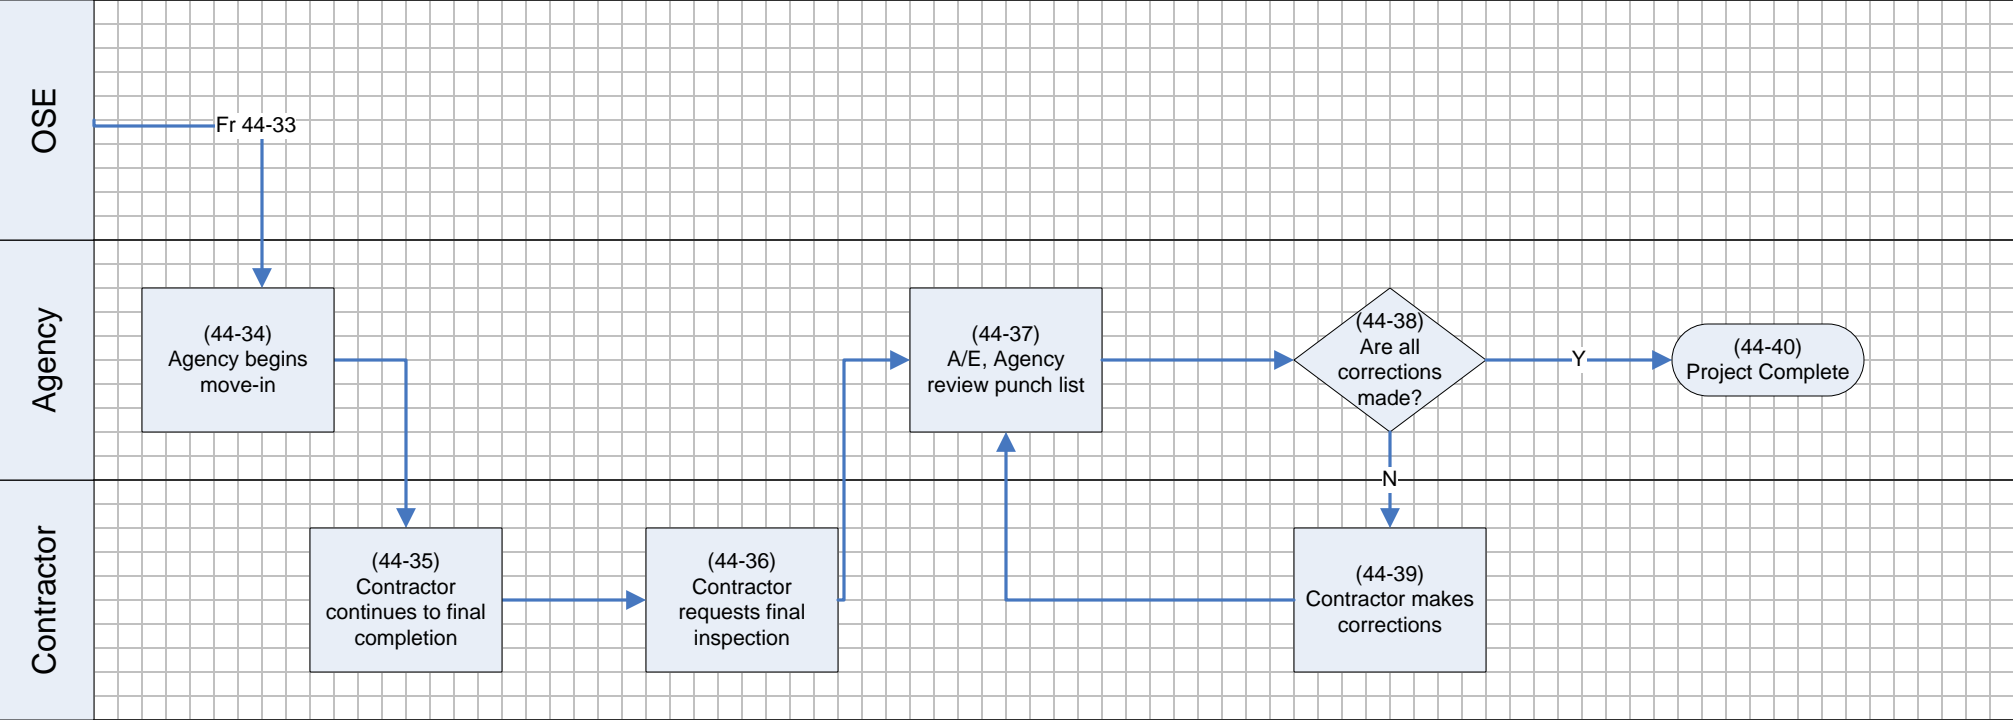 OSE
Fr 44-33
Agency
(44-34)
Agency begins
move-in
(44-37)
A/E, Agency
review punch list
(44-38)
Are all
corrections
made?
Y
(44-40)
Project Complete
N
Contractor
(44-35)
Contractor
continues to final
completion
(44-36)
Contractor
requests final
inspection
(44-39)
Contractor makes
corrections